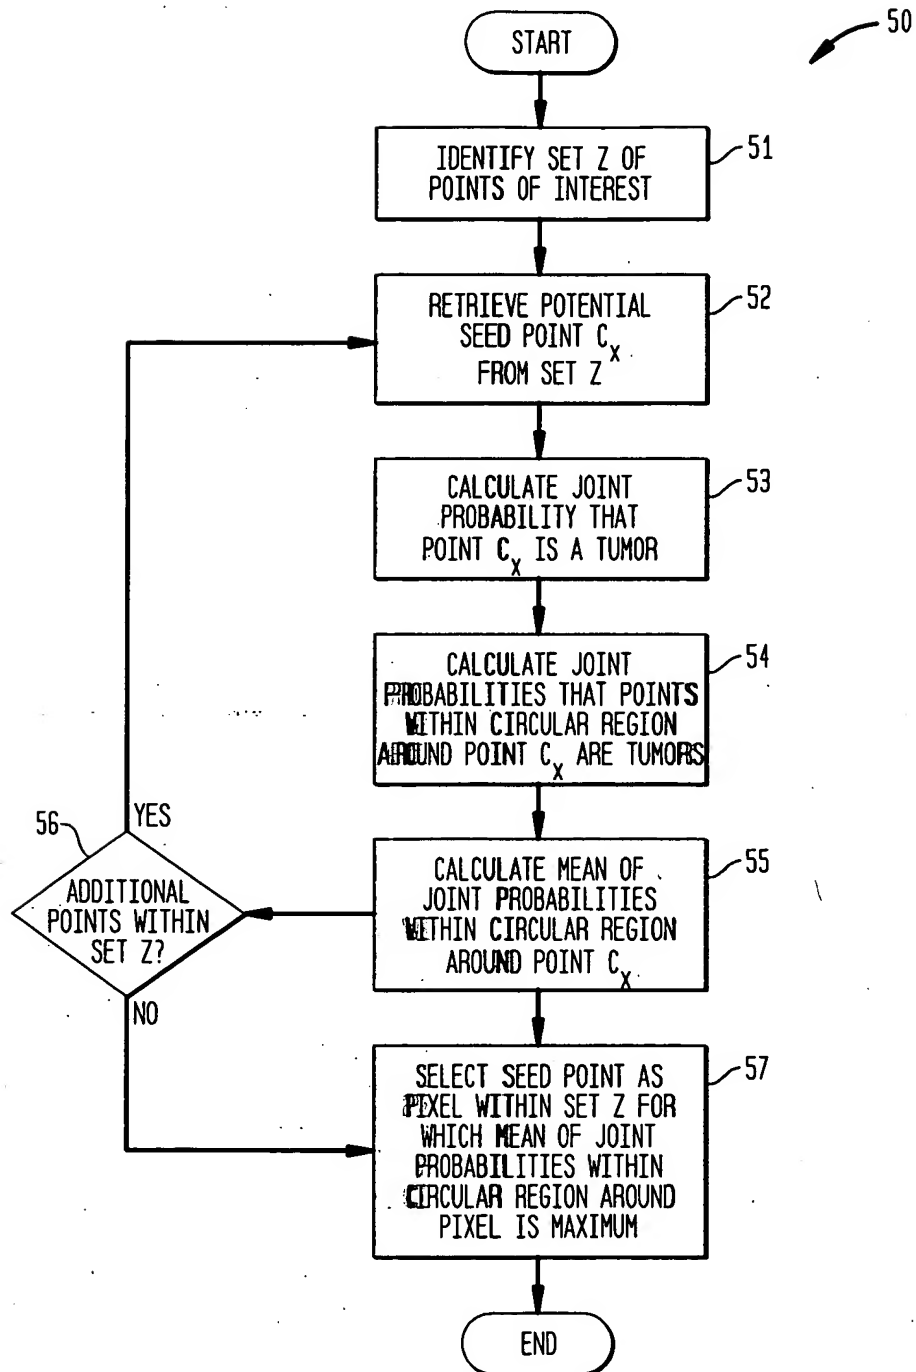 50
START
IDENTIFY SET Z OF
POINTS OF INTEREST
51
RETRIEVE POTENTIAL
SEED POINT Cx
FROM SET Z
52
CALCULATE JOINT
PROBABILITY THAT
POINT Cx IS A TUMOR
53
CALCULATE JOINT
PROBABILITIES THAT POINTS
WITHIN CIRCULAR REGION
AROUND POINT Cx ARE TUMORS
54
CALCULATE MEAN OF
JOINT PROBABILITIES
WITHIN CIRCULAR REGION
AROUND POINT Cx
55
56
YES
ADDITIONAL
POINTS WITHIN
SET Z?
NO
SELECT SEED POINT AS
PIXEL WITHIN SET Z FOR
WHICH MEAN OF JOINT
PROBABILITIES WITHIN
CIRCULAR REGION AROUND
PIXEL IS MAXIMUM
57
END